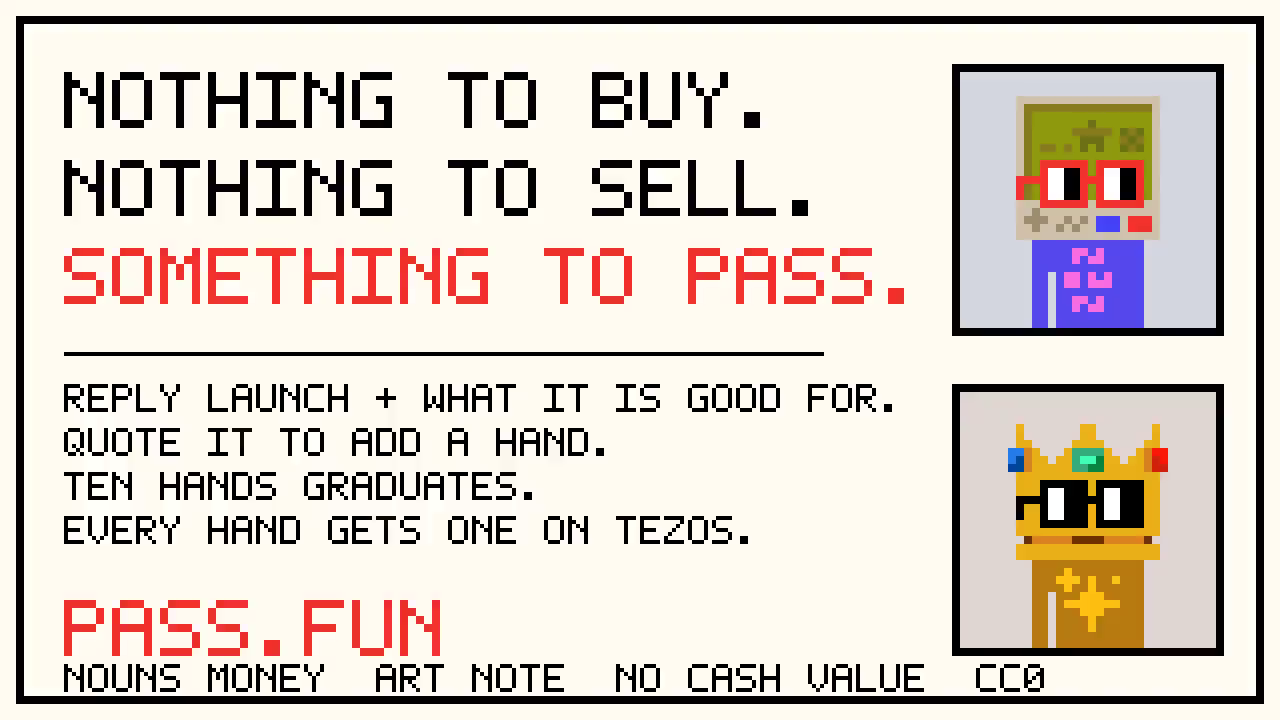 NOTHING TO BUY.
NOTHING TO SELL.
SOMETHING TO PASS.
REPLY LAUNCH + WHAT IT IS GOOD FOR.
QUOTE IT TO ADD A HAND.
TEN HANDS GRADUATES.
EVERY HAND GETS ONE ON TEZOS.
PASS.FUN
NOUNS MONEY ART NOTE NO CASH VALUE CC0